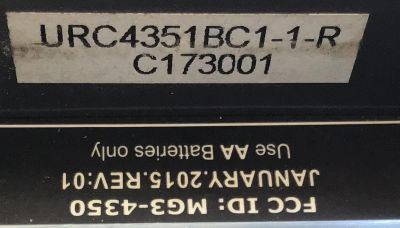 URC4351BC1-1-R
C173001
FCC ID: MG3-4350
JANUARY.2015.REV:01
Use AA Batteries only